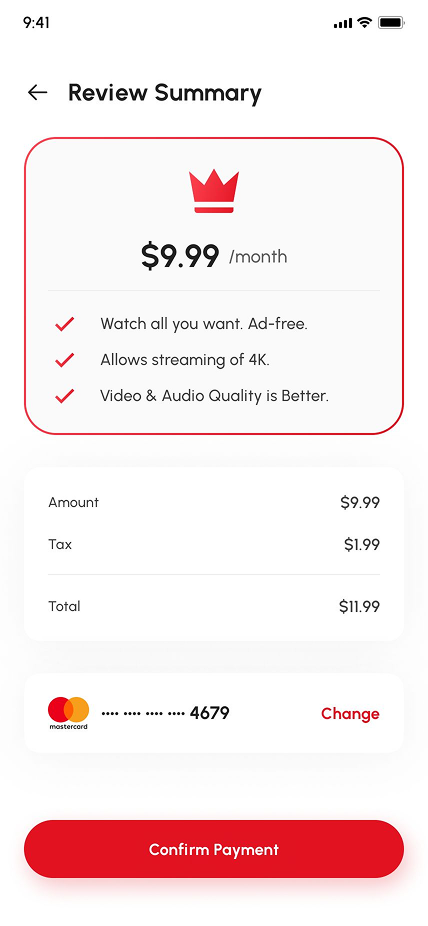 9:41
Review Summary
$9.99 /month
Watch all you want. Ad-free.
Allows streaming of 4K.
Video & Audio Quality is Better.
Amount $9.99
Tax $1.99
Total $11.99
mastercard
•••• •••• •••• •••• 4679 Change
Confirm Payment